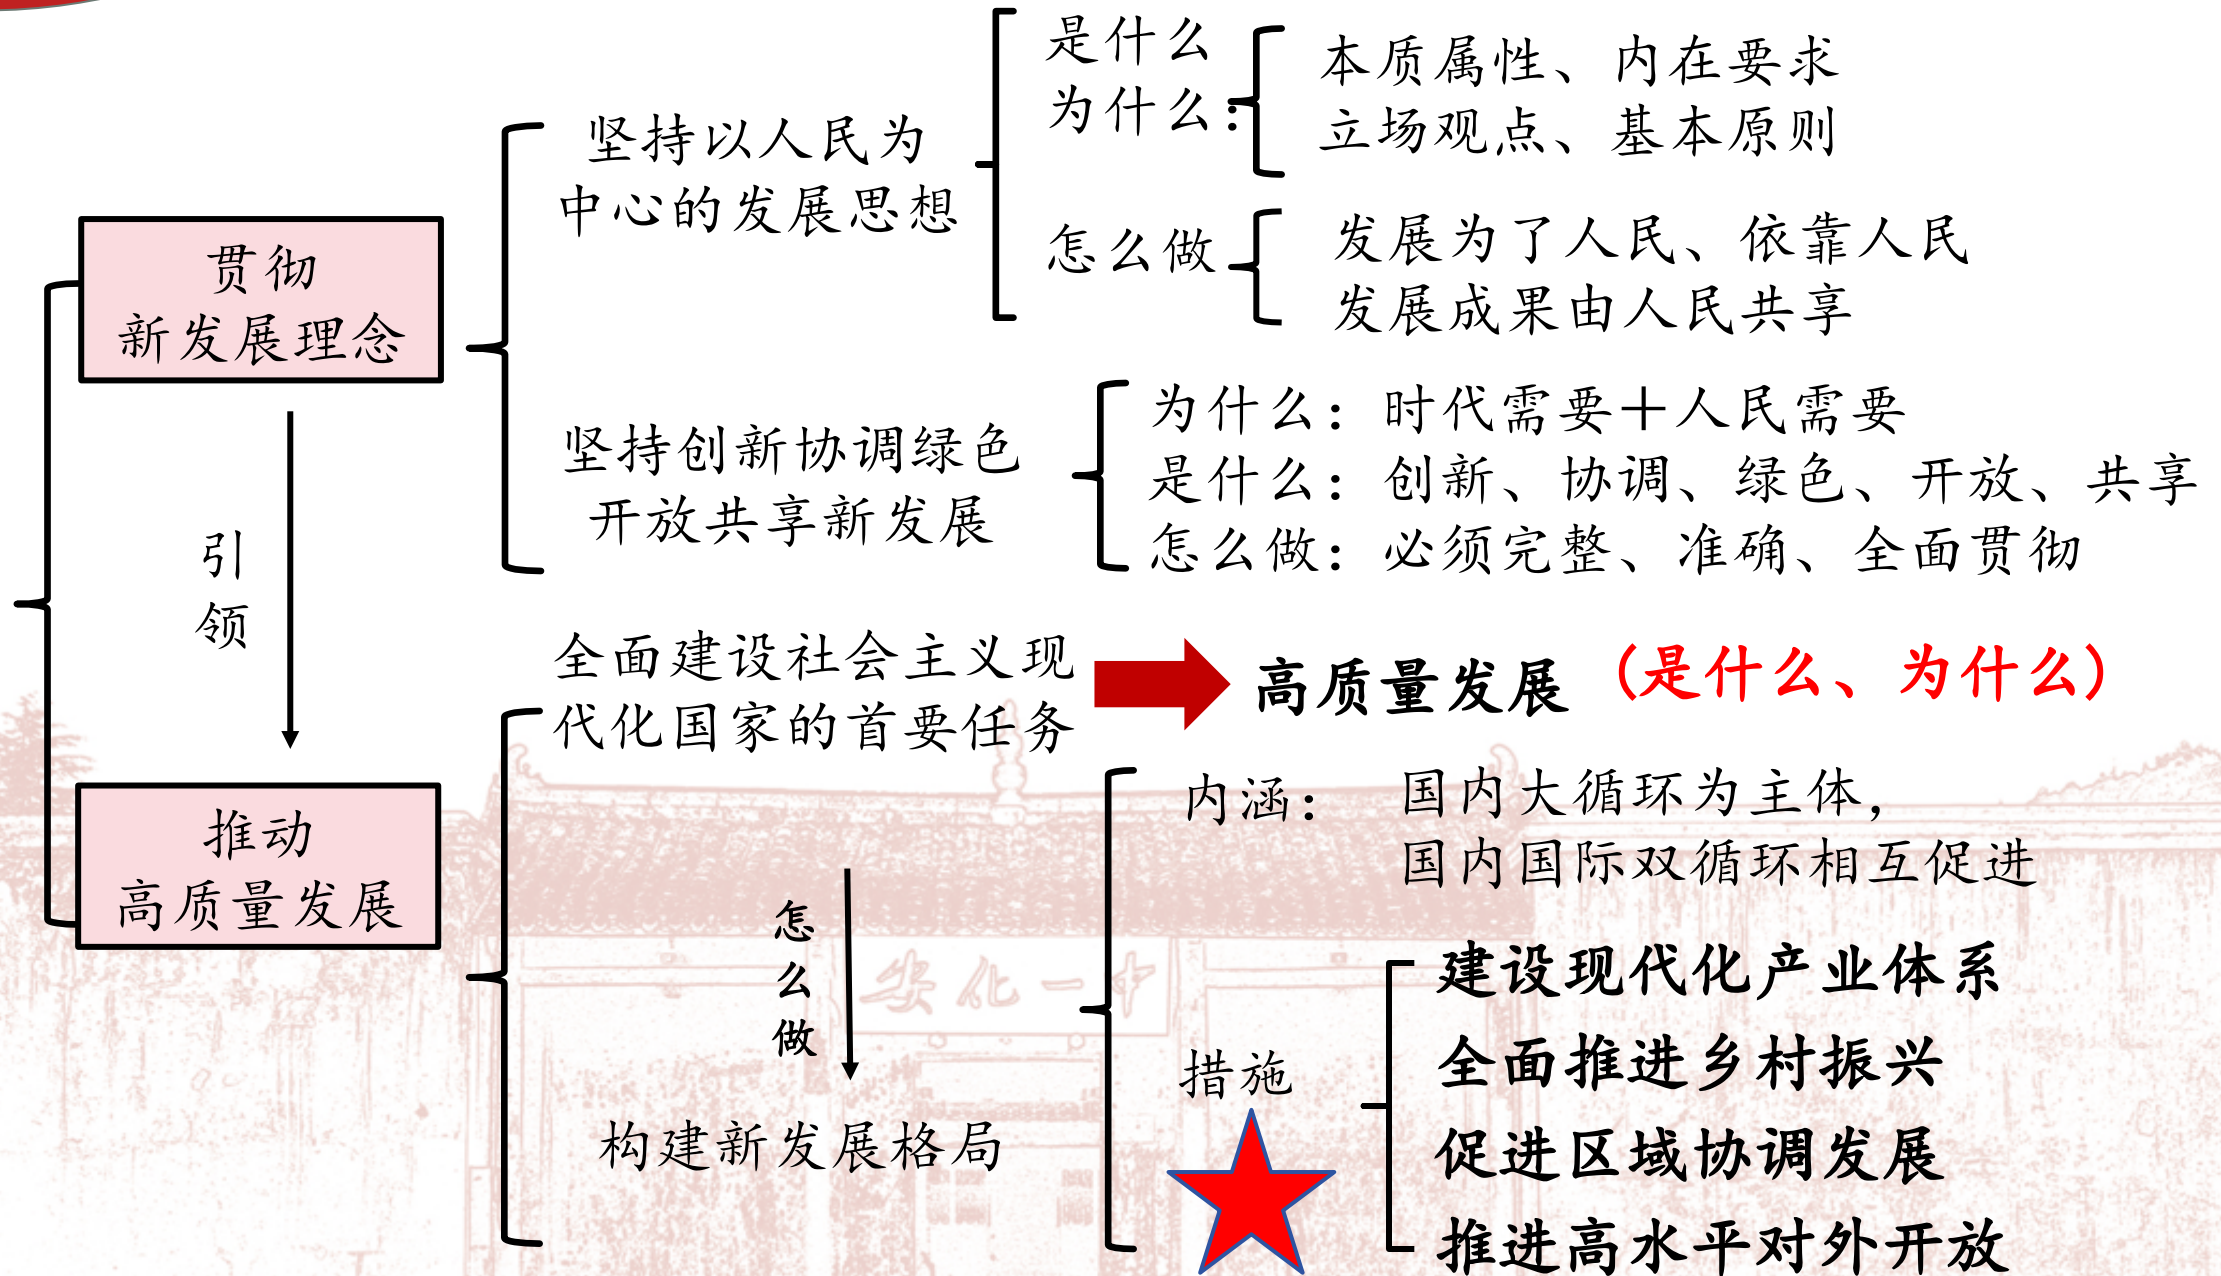 贯彻
新发展理念
引
领
推动
高质量发展
坚持以人民为
中心的发展思想
是什么
为什么：
本质属性、内在要求
立场观点、基本原则
怎么做
发展为了人民、依靠人民
发展成果由人民共享
坚持创新协调绿色
开放共享新发展
为什么：时代需要＋人民需要
是什么：创新、协调、绿色、开放、共享
怎么做：必须完整、准确、全面贯彻
全面建设社会主义现
代化国家的首要任务
高质量发展（是什么、为什么）
怎
么
做
构建新发展格局
内涵：
国内大循环为主体，
国内国际双循环相互促进
措施
建设现代化产业体系
全面推进乡村振兴
促进区域协调发展
推进高水平对外开放
安化一中